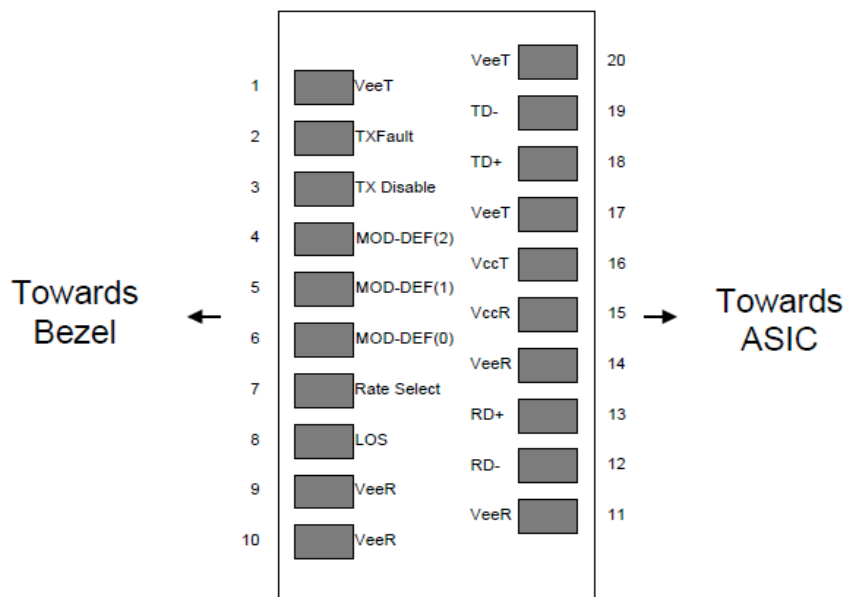 VeeT 20
1 VeeT
TD- 19
2 TXFault
TD+ 18
3 TX Disable
VeeT 17
4 MOD-DEF(2)
VccT 16
5 MOD-DEF(1)
Towards
Bezel
VccR 15
Towards
ASIC
6 MOD-DEF(0)
VeeR 14
7 Rate Select
RD+ 13
8 LOS
RD- 12
9 VeeR
VeeR 11
10 VeeR